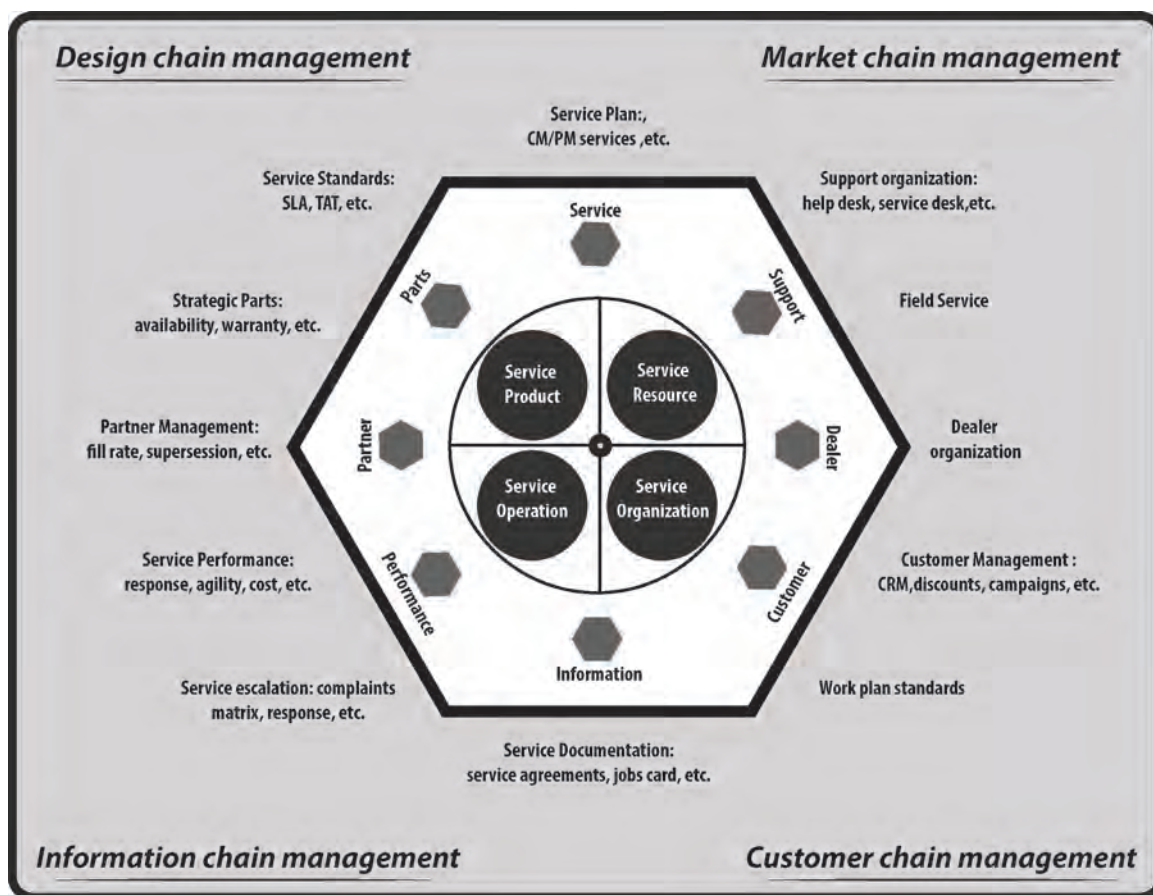 Design chain management
Market chain management
Service Plan:,
CM/PM services ,etc.
Service Standards:
SLA, TAT, etc.
Support organization:
help desk, service desk,etc.
Service
Parts
Support
Strategic Parts:
availability, warranty, etc.
Field Service
Service
Product
Service
Resource
Partner Management:
fill rate, supersession, etc.
Partner
Dealer
Dealer
organization
Service
Operation
Service
Organization
Service Performance:
response, agility, cost, etc.
Performance
Customer
Customer Management :
CRM,discounts, campaigns, etc.
Information
Service escalation: complaints
matrix, response, etc.
Work plan standards
Service Documentation:
service agreements, jobs card, etc.
Information chain management
Customer chain management